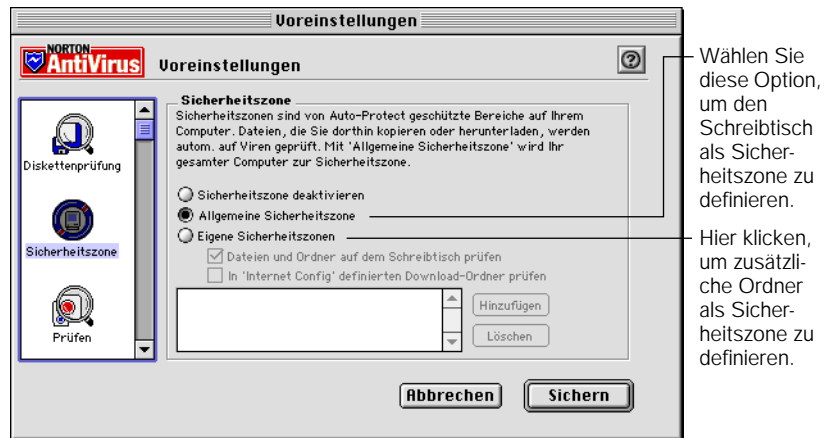 Voreinstellungen
NORTON
AntiVirus
Voreinstellungen
?
Diskettenprüfung
Sicherheitszone
Prüfen
Sicherheitszone
Sicherheitszonen sind von Auto-Protect geschützte Bereiche auf Ihrem
Computer. Dateien, die Sie dorthin kopieren oder herunterladen, werden
autom. auf Viren geprüft. Mit 'Allgemeine Sicherheitszone' wird Ihr
gesamter Computer zur Sicherheitszone.
Sicherheitszone deaktivieren
Allgemeine Sicherheitszone
Eigene Sicherheitszonen
Dateien und Ordner auf dem Schreibtisch prüfen
In 'Internet Config' definierten Download-Ordner prüfen
Hinzufügen
Löschen
Abbrechen
Sichern
Wählen Sie
diese Option,
um den
Schreibtisch
als Sicher-
heitszone zu
definieren.
Hier klicken,
um zusätzli-
che Ordner
als Sicher-
heitszone zu
definieren.